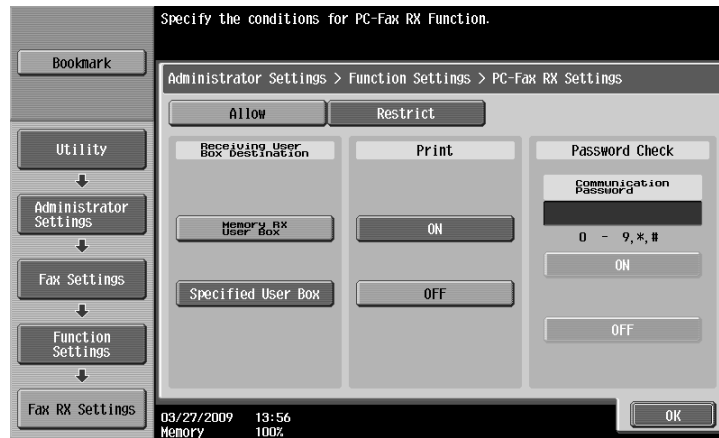 Specify the conditions for PC-Fax RX Function.
Bookmark
Administrator Settings > Function Settings > PC-Fax RX Settings
Allow
Restrict
Utility
Administrator
Settings
Fax Settings
Function
Settings
Fax RX Settings
Receiving User
Box Destination
Memory RX
User Box
Specified User Box
Print
ON
OFF
Password Check
Communication
Password
0 - 9,*,#
ON
OFF
03/27/2009 13:56
Memory 100%
OK